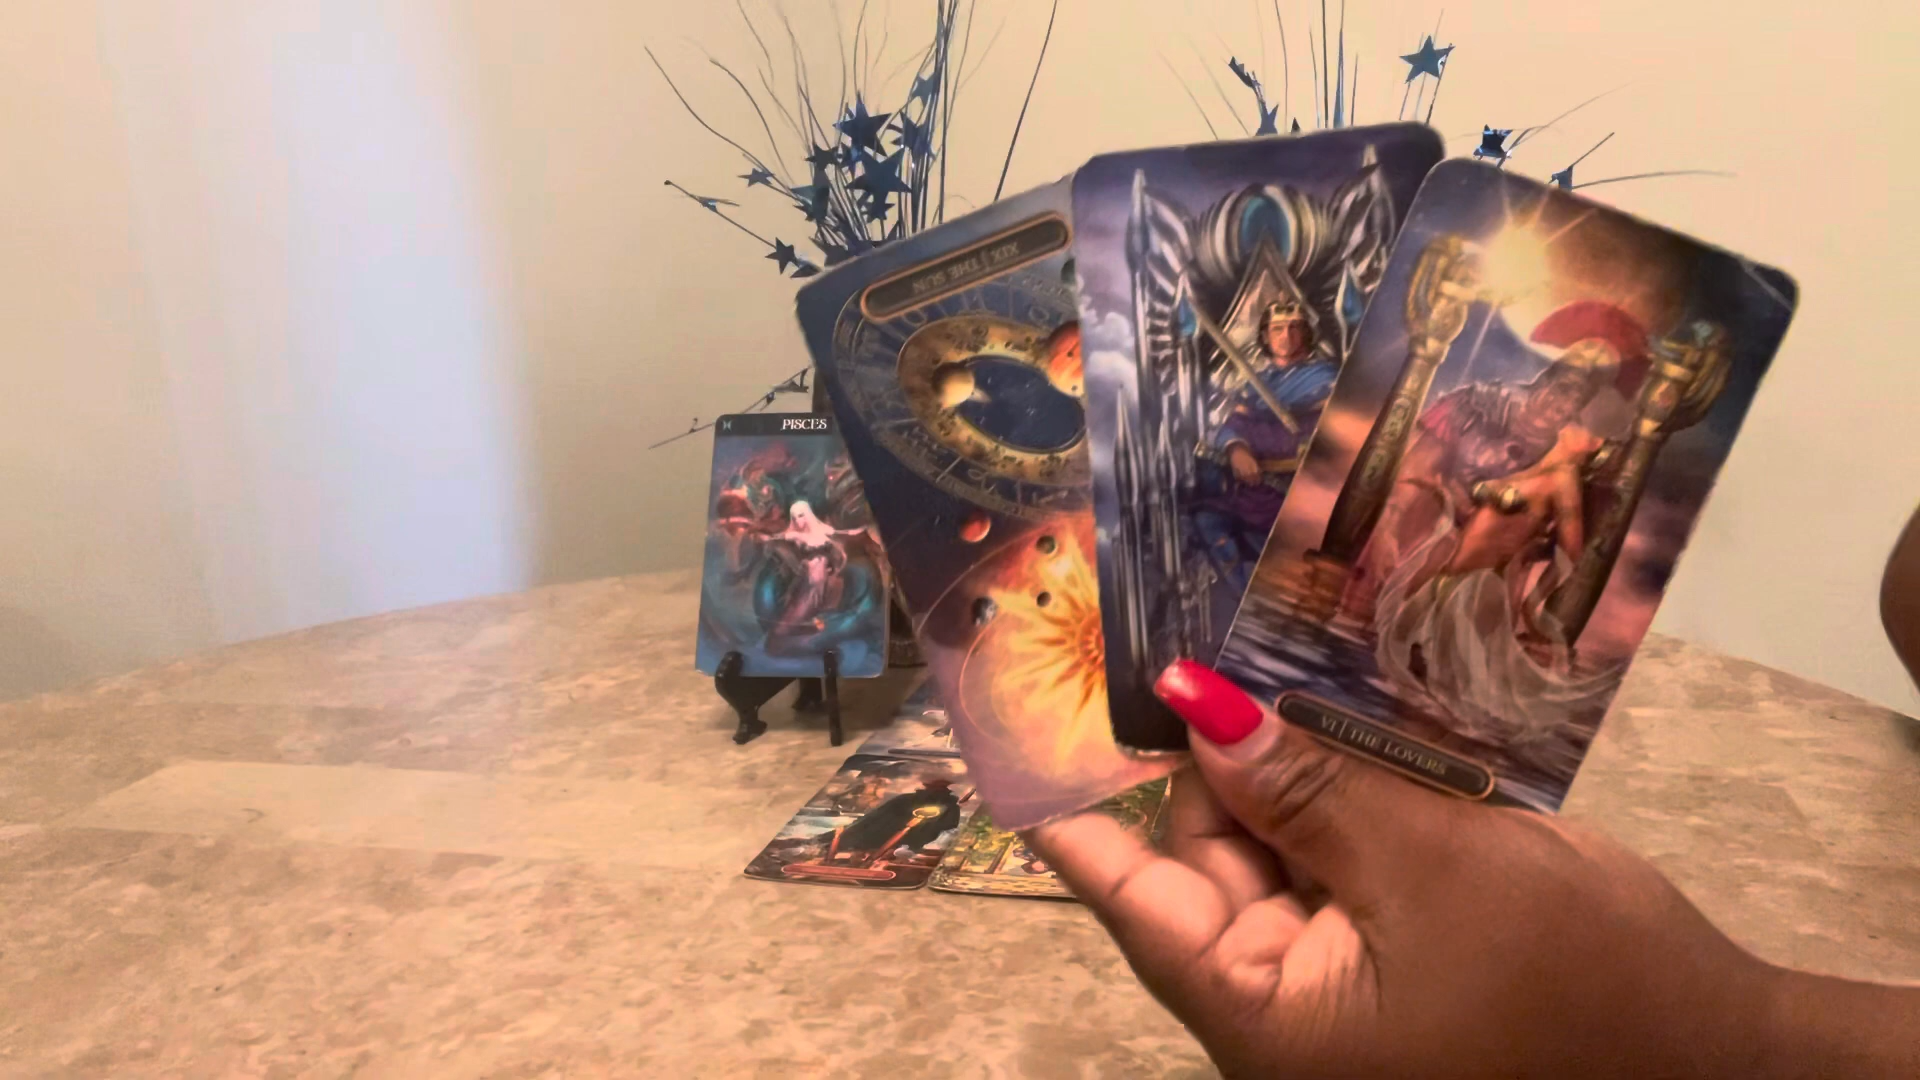 XIX | THE SUN
PISCES
VI | THE LOVERS